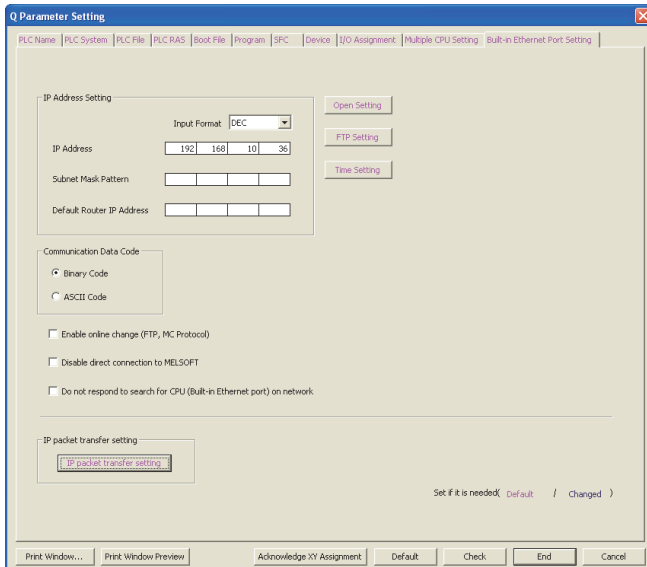 Q Parameter Setting
PLC Name PLC System PLC File PLC RAS Boot File Program SFC Device I/O Assignment Multiple CPU Setting Built-in Ethernet Port Setting
IP Address Setting
Open Setting
Input Format DEC
FTP Setting
IP Address 192 168 10 36
Time Setting
Subnet Mask Pattern
Default Router IP Address
Communication Data Code
Binary Code
ASCII Code
Enable online change (FTP, MC Protocol)
Disable direct connection to MELSOFT
Do not respond to search for CPU (Built-in Ethernet port) on network
IP packet transfer setting
IP packet transfer setting
Set if it is needed( Default / Changed )
Print Window... Print Window Preview Acknowledge XY Assignment Default Check End Cancel